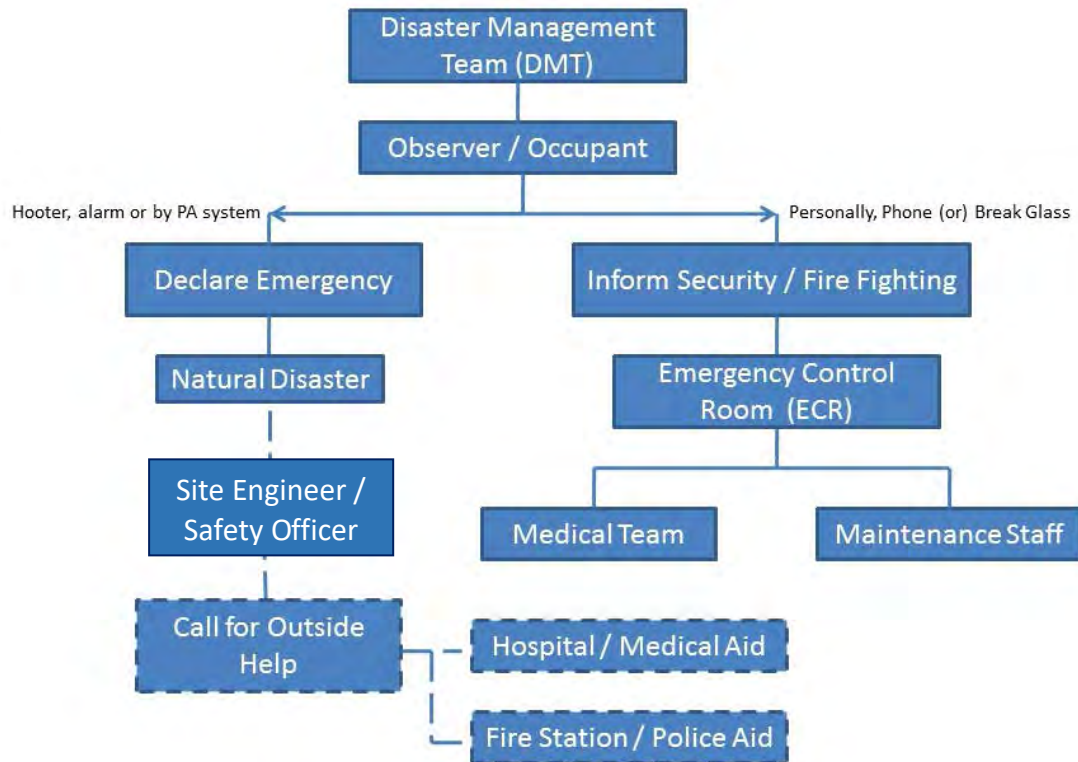 Disaster Management
Team (DMT)
Observer / Occupant
Hooter, alarm or by PA system
Personally, Phone (or) Break Glass
Declare Emergency
Inform Security / Fire Fighting
Natural Disaster
Emergency Control
Room (ECR)
Site Engineer /
Safety Officer
Medical Team
Maintenance Staff
Call for Outside
Help
Hospital / Medical Aid
Fire Station / Police Aid